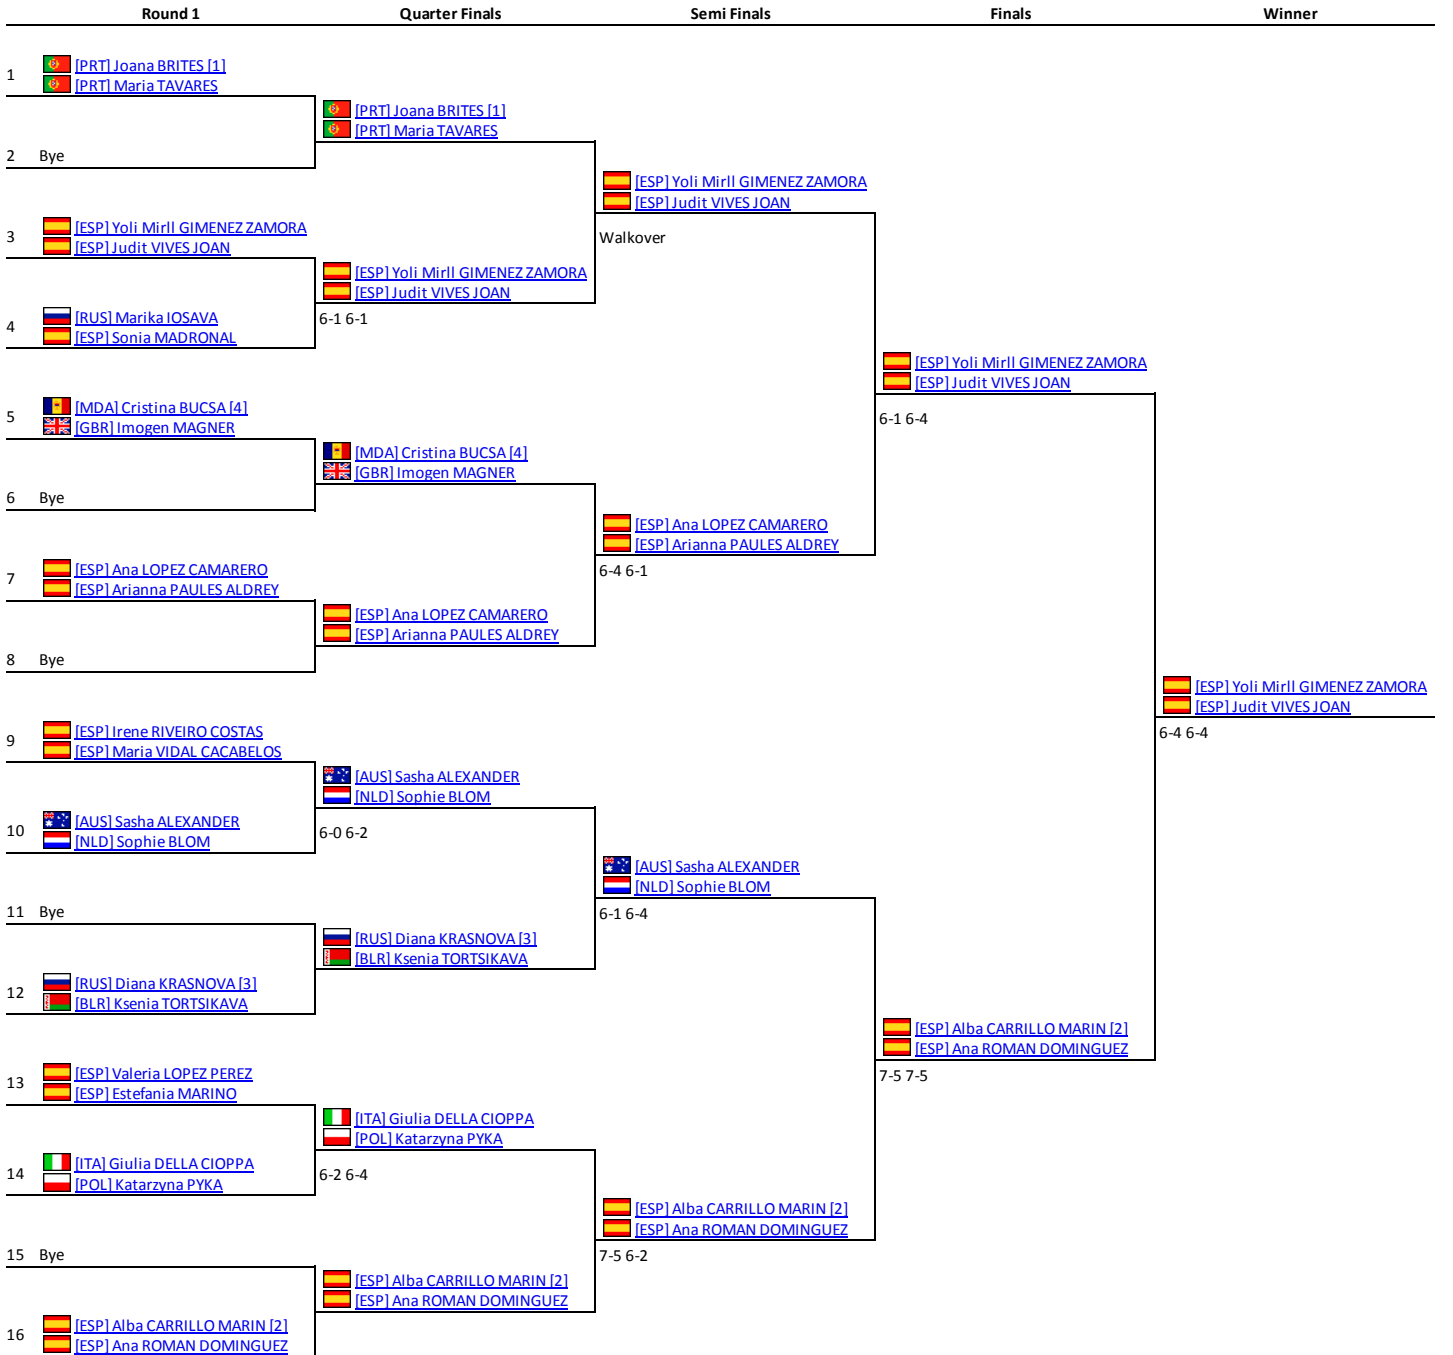 Round 1
Quarter Finals
Semi Finals
Finals
Winner
1
[PRT] Joana BRITES [1]
[PRT] Maria TAVARES
2 Bye
3
[ESP] Yoli Mirll GIMENEZ ZAMORA
[ESP] Judit VIVES JOAN
4
[RUS] Marika IOSAVA
[ESP] Sonia MADRONAL
5
[MDA] Cristina BUCSA [4]
[GBR] Imogen MAGNER
6 Bye
7
[ESP] Ana LOPEZ CAMARERO
[ESP] Arianna PAULES ALDREY
8 Bye
9
[ESP] Irene RIVEIRO COSTAS
[ESP] Maria VIDAL CACABELOS
10
[AUS] Sasha ALEXANDER
[NLD] Sophie BLOM
11 Bye
12
[RUS] Diana KRASNOVA [3]
[BLR] Ksenia TORTSIKAVA
13
[ESP] Valeria LOPEZ PEREZ
[ESP] Estefania MARINO
14
[ITA] Giulia DELLA CIOPPA
[POL] Katarzyna PYKA
15 Bye
16
[ESP] Alba CARRILLO MARIN [2]
[ESP] Ana ROMAN DOMINGUEZ
[PRT] Joana BRITES [1]
[PRT] Maria TAVARES
[ESP] Yoli Mirll GIMENEZ ZAMORA
[ESP] Judit VIVES JOAN
6-1 6-1
[MDA] Cristina BUCSA [4]
[GBR] Imogen MAGNER
[ESP] Ana LOPEZ CAMARERO
[ESP] Arianna PAULES ALDREY
[AUS] Sasha ALEXANDER
[NLD] Sophie BLOM
6-0 6-2
[RUS] Diana KRASNOVA [3]
[BLR] Ksenia TORTSIKAVA
[ITA] Giulia DELLA CIOPPA
[POL] Katarzyna PYKA
6-2 6-4
[ESP] Alba CARRILLO MARIN [2]
[ESP] Ana ROMAN DOMINGUEZ
[ESP] Yoli Mirll GIMENEZ ZAMORA
[ESP] Judit VIVES JOAN
Walkover
[ESP] Ana LOPEZ CAMARERO
[ESP] Arianna PAULES ALDREY
6-4 6-1
[AUS] Sasha ALEXANDER
[NLD] Sophie BLOM
6-1 6-4
[ESP] Alba CARRILLO MARIN [2]
[ESP] Ana ROMAN DOMINGUEZ
7-5 6-2
[ESP] Yoli Mirll GIMENEZ ZAMORA
[ESP] Judit VIVES JOAN
6-1 6-4
[ESP] Alba CARRILLO MARIN [2]
[ESP] Ana ROMAN DOMINGUEZ
7-5 7-5
[ESP] Yoli Mirll GIMENEZ ZAMORA
[ESP] Judit VIVES JOAN
6-4 6-4